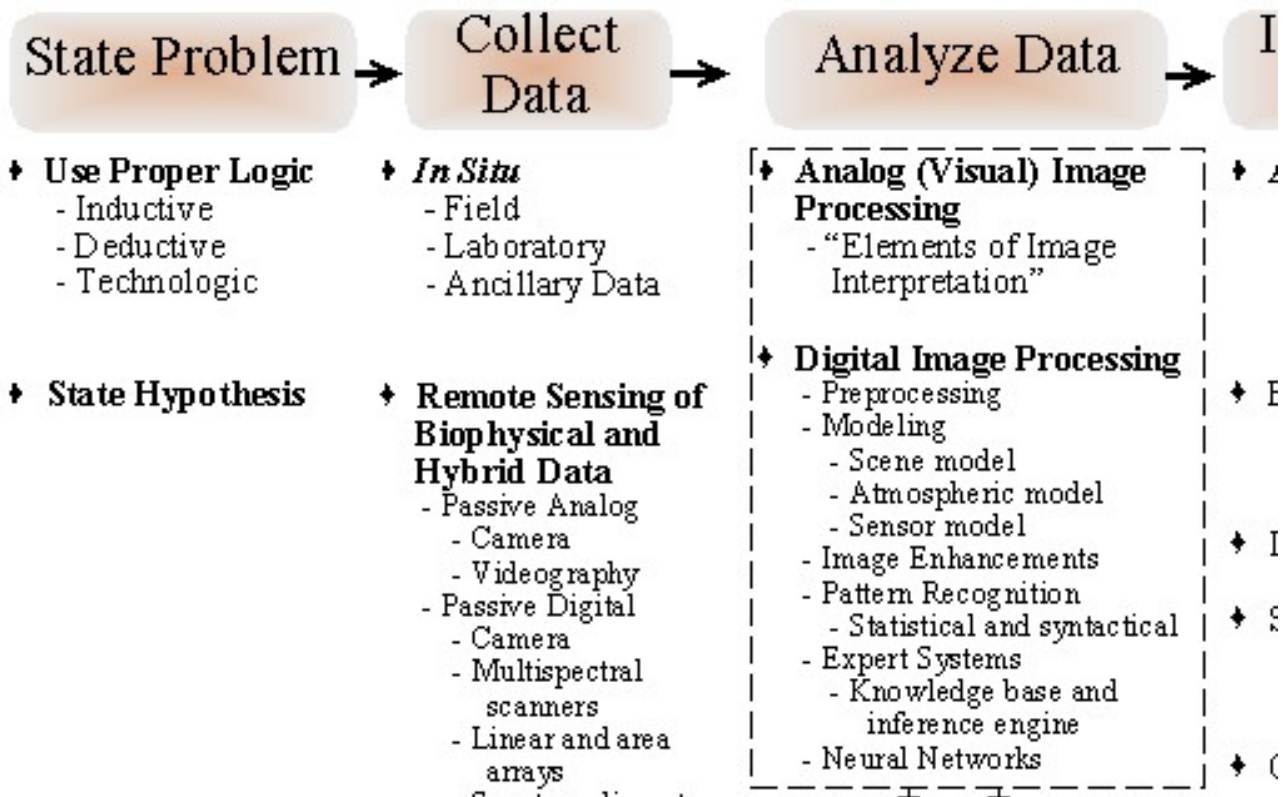 State Problem
Collect
Data
Analyze Data
Use Proper Logic
- Inductive
- Deductive
- Technologic
State Hypothesis
In Situ
- Field
- Laboratory
- Ancillary Data
Remote Sensing of
Biophysical and
Hybrid Data
- Passive Analog
- Camera
- Videography
- Passive Digital
- Camera
- Multispectral
scanners
- Linear and area
arrays
Analog (Visual) Image
Processing
- “Elements of Image
Interpretation”
Digital Image Processing
- Preprocessing
- Modeling
- Scene model
- Atmospheric model
- Sensor model
- Image Enhancements
- Pattern Recognition
- Statistical and syntactical
- Expert Systems
- Knowledge base and
inference engine
- Neural Networks